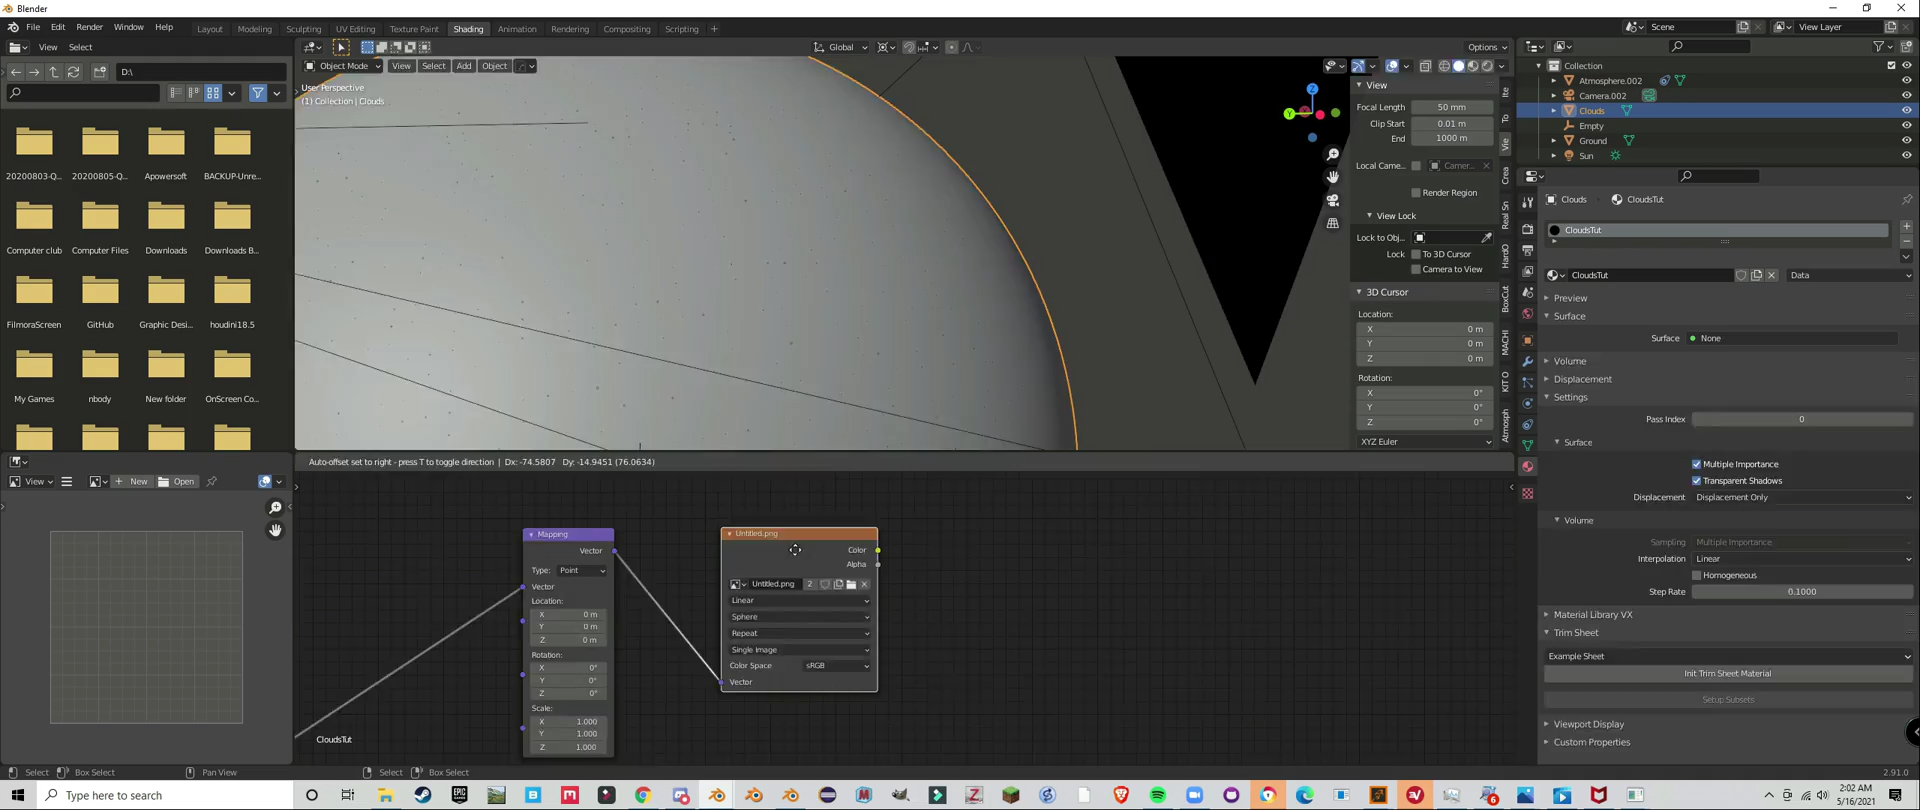 Blender
File Edit Render Window Help
Layout Modeling Sculpting UV Editing Texture Paint Shading Animation Rendering Compositing Scripting +
Scene
View Layer
View Select
Global
Options
D:\
Object Mode View Select Add Object
User Perspective
(1) Collection | Clouds
20200803-Q...
20200805-Q...
Apowersoft
BACKUP-Unre...
Computer club
Computer Files
Downloads
Downloads B...
FilmoraScreen
GitHub
Graphic Desi...
houdini18.5
My Games
nbody
New folder
OnScreen Co...
View
Focal Length 50 mm
Clip Start 0.01 m
End 1000 m
Local Came... Camer...
Render Region
View Lock
Lock to Obj...
Lock To 3D Cursor
Camera to View
3D Cursor
Location:
X 0 m
Y 0 m
Z 0 m
Rotation:
X 0°
Y 0°
Z 0°
XYZ Euler
Ite
To
Vie
Crea
Real Sn
HardO
BoxCut
MACHI
KIT O
Atmosph
Collection
Atmosphere.002
Camera.002
Clouds
Empty
Ground
Sun
Clouds CloudsTut
CloudsTut
CloudsTut Data
Preview
Surface
Surface None
Volume
Displacement
Settings
Pass Index 0
Surface
Multiple Importance
Transparent Shadows
Displacement Displacement Only
Volume
Sampling Multiple Importance
Interpolation Linear
Homogeneous
Step Rate 0.1000
Material Library VX
Trim Sheet
Example Sheet
Init Trim Sheet Material
Setup Subsets
Viewport Display
Custom Properties
View New Open
Auto-offset set to right - press T to toggle direction | Dx: -74.5807 Dy: -14.9451 (76.0634)
Mapping
Vector
Type: Point
Vector
Location:
X 0 m
Y 0 m
Z 0 m
Rotation:
X 0°
Y 0°
Z 0°
Scale:
X 1.000
Y 1.000
Z 1.000
Untitled.png
Color
Alpha
Untitled.png 2
Linear
Sphere
Repeat
Single Image
Color Space sRGB
Vector
CloudsTut
Select Box Select Pan View Select Box Select
2.91.0
Type here to search
2:02 AM
5/16/2021